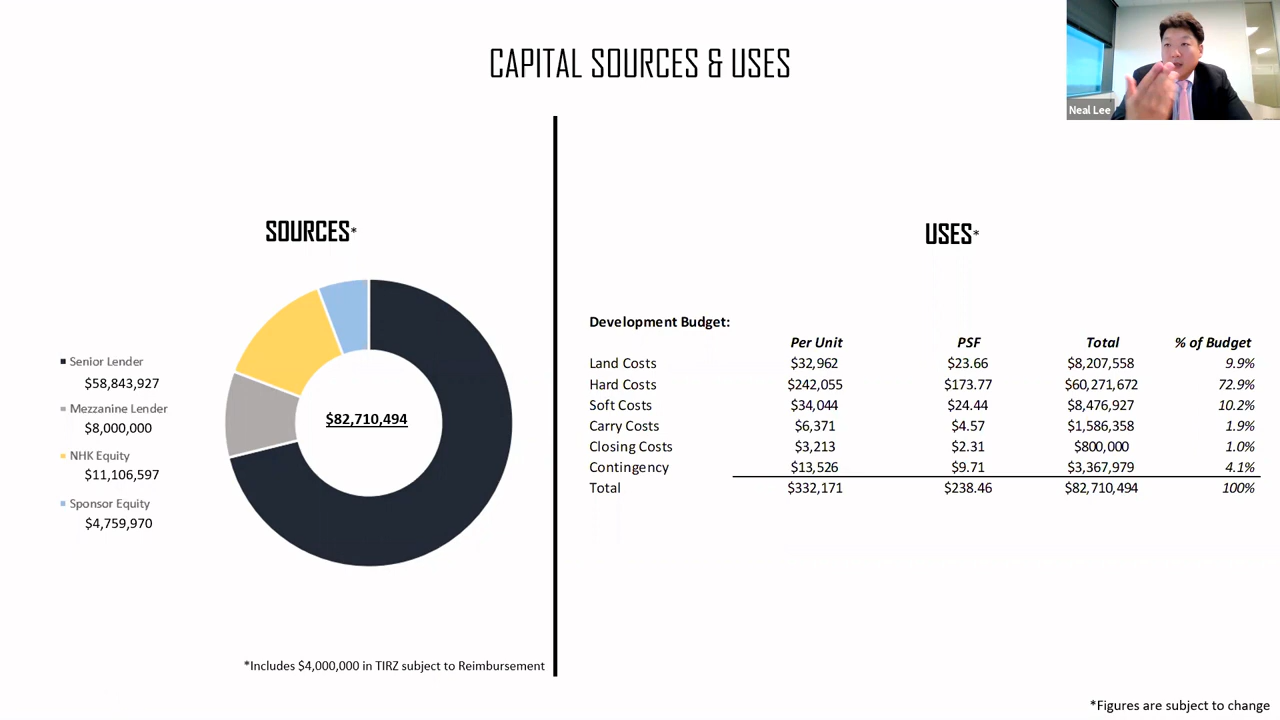 CAPITAL SOURCES & USES
Neal Lee
SOURCES*
Senior Lender
$58,843,927
Mezzanine Lender
$8,000,000
NHK Equity
$11,106,597
Sponsor Equity
$4,759,970
$82,710,494
*Includes $4,000,000 in TIRZ subject to Reimbursement
USES*
Development Budget:
Per Unit PSF Total % of Budget
Land Costs $32,962 $23.66 $8,207,558 9.9%
Hard Costs $242,055 $173.77 $60,271,672 72.9%
Soft Costs $34,044 $24.44 $8,476,927 10.2%
Carry Costs $6,371 $4.57 $1,586,358 1.9%
Closing Costs $3,213 $2.31 $800,000 1.0%
Contingency $13,526 $9.71 $3,367,979 4.1%
Total $332,171 $238.46 $82,710,494 100%
*Figures are subject to change